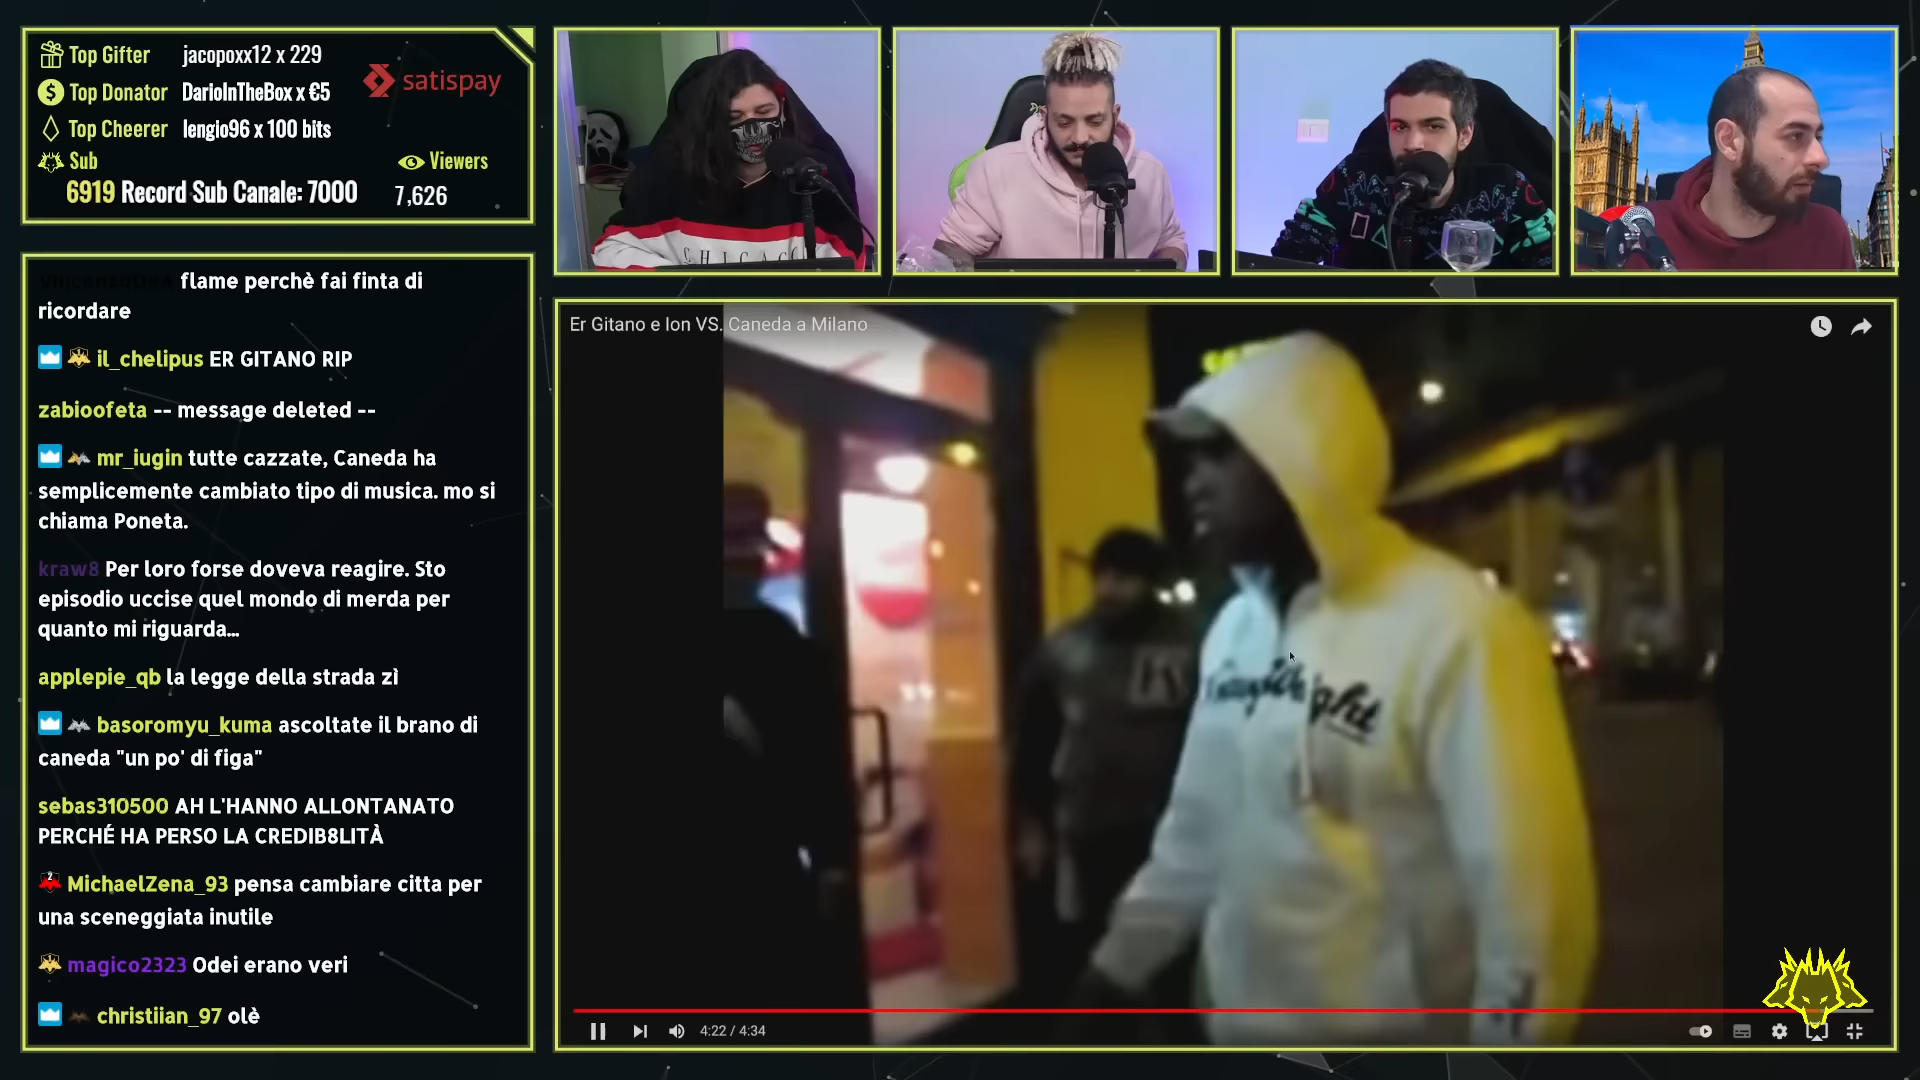 Top Gifter jacopoxx12 x 229
Top Donator DarioInTheBox x €5
satispay
Top Cheerer lengio96 x 100 bits
Sub
Viewers
6919 Record Sub Canale: 7000
7,626
flame perchè fai finta di
ricordare
il_chelipus ER GITANO RIP
zabioofeta -- message deleted --
mr_iugin tutte cazzate, Caneda ha
semplicemente cambiato tipo di musica. mo si
chiama Poneta.
kraw8 Per loro forse doveva reagire. Sto
episodio uccise quel mondo di merda per
quanto mi riguarda...
applepie_qb la legge della strada zì
basoromyu_kuma ascoltate il brano di
caneda "un po' di figa"
sebas310500 AH L'HANNO ALLONTANATO
PERCHÉ HA PERSO LA CREDIB8LITÀ
2 MichaelZena_93 pensa cambiare citta per
una sceneggiata inutile
magico2323 Odei erano veri
christiian_97 olè
Er Gitano e Ion VS. Caneda a Milano
4:22 / 4:34